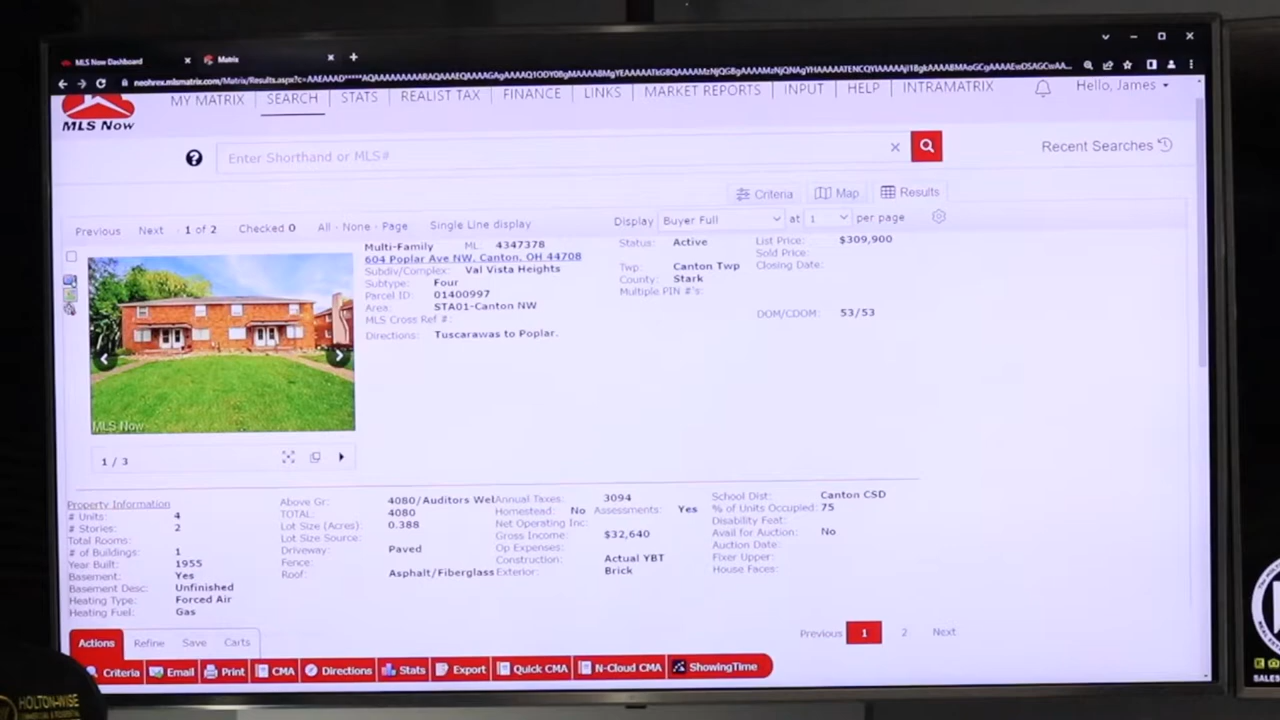 MLS Now Dashboard
Matrix
MLS Now
MY MATRIX SEARCH STATS REALIST TAX FINANCE LINKS MARKET REPORTS INPUT HELP INTRAMATRIX
Hello, James
Enter Shorthand or MLS#
Recent Searches
Criteria Map Results
Previous Next · 1 of 2 Checked 0 All · None · Page Single Line display
Display Buyer Full at 1 per page
Multi-Family ML 4347378
604 Poplar Ave NW, Canton, OH 44708
Subdiv/Complex: Val Vista Heights
Subtype: Four
Parcel ID: 01400997
Area: STA01-Canton NW
MLS Cross Ref #:
Directions: Tuscarawas to Poplar.
Status: Active
Twp: Canton Twp
County: Stark
Multiple PIN #'s:
List Price: $309,900
Sold Price:
Closing Date:
DOM/CDOM: 53/53
MLS Now
1 / 3
Property Information
# Units: 4
# Stories: 2
Total Rooms:
# of Buildings: 1
Year Built: 1955
Basement: Yes
Basement Desc: Unfinished
Heating Type: Forced Air
Heating Fuel: Gas
Above Gr: 4080/Auditors Wel
TOTAL: 4080
Lot Size (Acres): 0.388
Lot Size Source:
Driveway: Paved
Fence:
Roof: Asphalt/Fiberglass
Annual Taxes: 3094
Homestead: No Assessments: Yes
Net Operating Inc:
Gross Income: $32,640
Op Expenses:
Construction: Actual YBT
Exterior: Brick
School Dist: Canton CSD
% of Units Occupied: 75
Disability Feat:
Avail for Auction: No
Auction Date:
Fixer Upper:
House Faces:
Previous 1 2 Next
Actions Refine Save Carts
Criteria Email Print CMA Directions Stats Export Quick CMA N-Cloud CMA ShowingTime
HOLTON-WISE
SALES